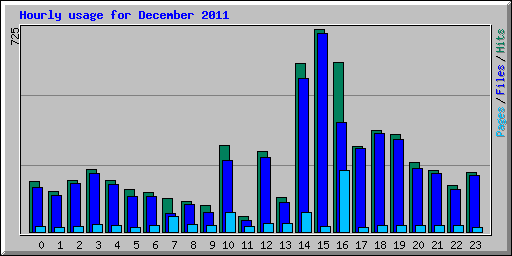 Hourly usage for December 2011
725
Pages / Files / Hits
0 1 2 3 4 5 6 7 8 9 10 11 12 13 14 15 16 17 18 19 20 21 22 23